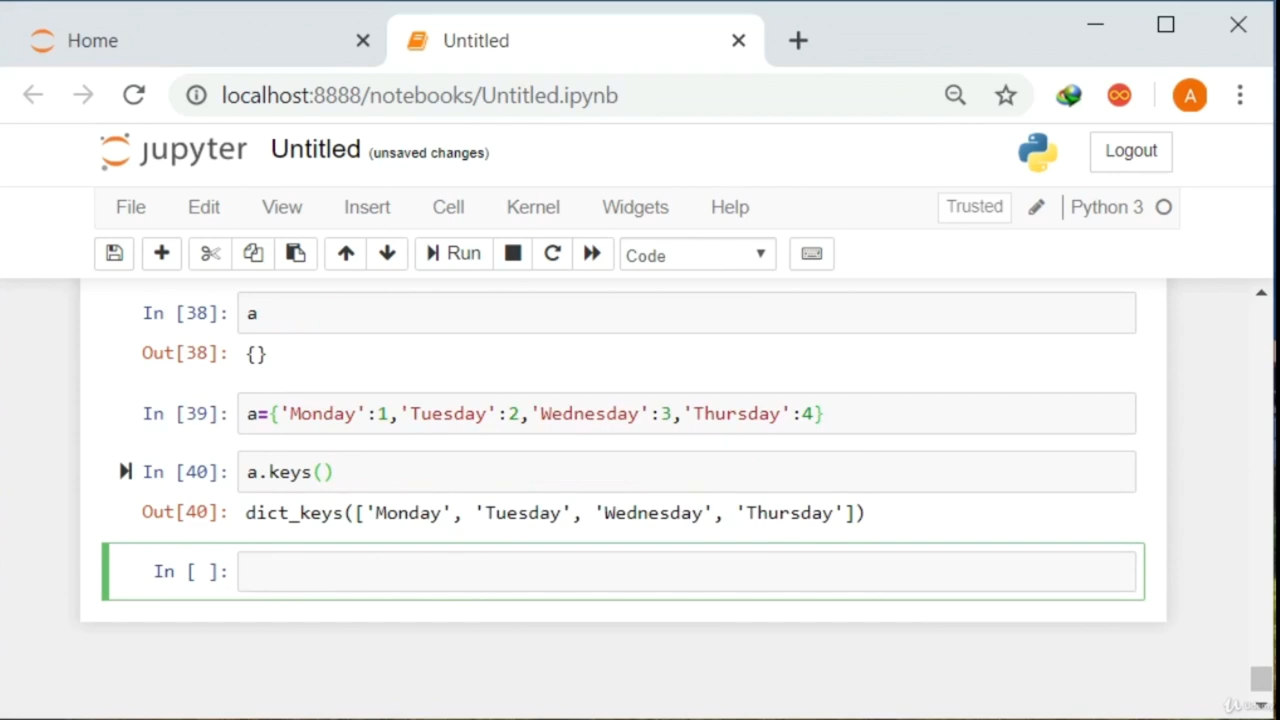 Home
Untitled
localhost:8888/notebooks/Untitled.ipynb
A
jupyter Untitled (unsaved changes)
Logout
File Edit View Insert Cell Kernel Widgets Help Trusted Python 3
Run Code
In [38]: a
Out[38]: {}
In [39]: a={'Monday':1,'Tuesday':2,'Wednesday':3,'Thursday':4}
In [40]: a.keys()
Out[40]: dict_keys(['Monday', 'Tuesday', 'Wednesday', 'Thursday'])
In [ ]: